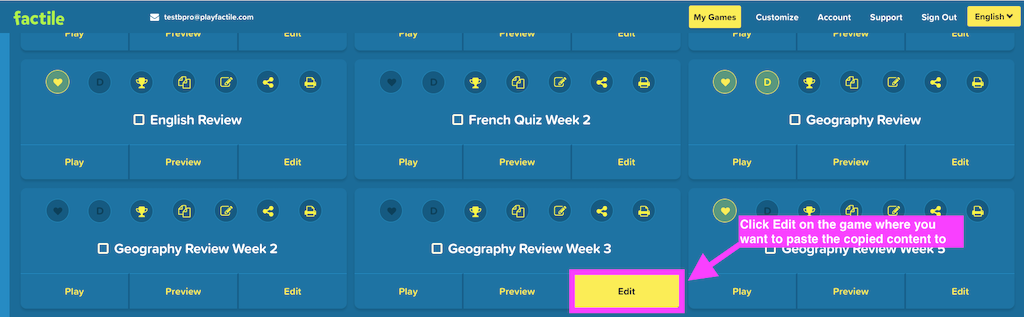 factile
testbpro@playfactile.com
My Games Customize Account Support Sign Out English
Play Preview Edit Play Preview Edit Play Preview Edit
D D D
English Review French Quiz Week 2 Geography Review
Play Preview Edit Play Preview Edit Play Preview Edit
D D D
Click Edit on the game where you
want to paste the copied content to
Geography Review Week 2 Geography Review Week 3 Geography Review Week 5
Play Preview Edit Play Preview Edit Play Preview Edit